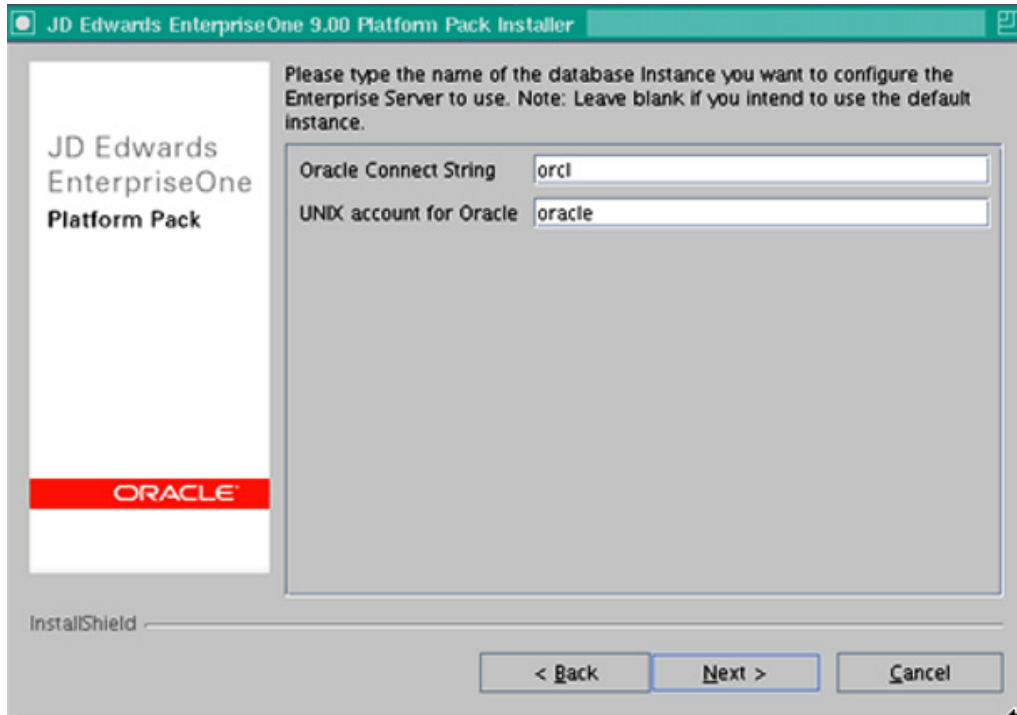 JD Edwards EnterpriseOne 9.00 Platform Pack Installer
Please type the name of the database Instance you want to configure the
Enterprise Server to use. Note: Leave blank if you intend to use the default
instance.
JD Edwards
EnterpriseOne
Platform Pack
ORACLE
Oracle Connect String orcl
UNIX account for Oracle oracle
InstallShield
< Back Next > Cancel